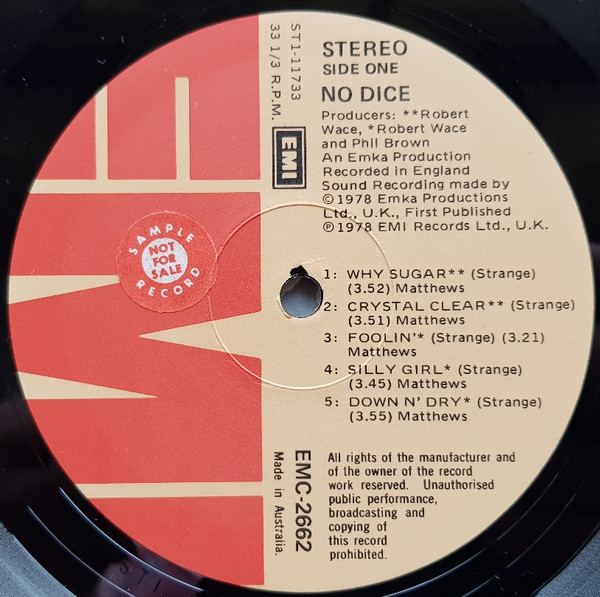 STEREO
SIDE ONE
NO DICE
Producers: **Robert
Wace, *Robert Wace
and Phil Brown
An Emka Production
Recorded in England
Sound Recording made by
©1978 Emka Productions
Ltd., U.K., First Published
℗1978 EMI Records Ltd., U.K.
ST1-11733
33 1/3 R.P.M.
EMI
SAMPLE
NOT
FOR
SALE
RECORD
1: WHY SUGAR** (Strange)
(3.52) Matthews
2: CRYSTAL CLEAR** (Strange)
(3.51) Matthews
3: FOOLIN'* (Strange) (3.21)
Matthews
4: SILLY GIRL* (Strange)
(3.45) Matthews
5: DOWN N' DRY* (Strange)
(3.55) Matthews
EMC-2662
Made in Australia.
All rights of the manufacturer and
of the owner of the record
work reserved. Unauthorised
public performance,
broadcasting and
copying of
this record
prohibited.
EMI